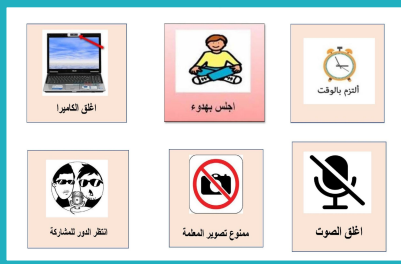 ألتزم بالوقت
اجلس بهدوء
اغلق الكاميرا
اغلق الصوت
ممنوع تصوير المعلمة
انتظر الدور للمشاركة